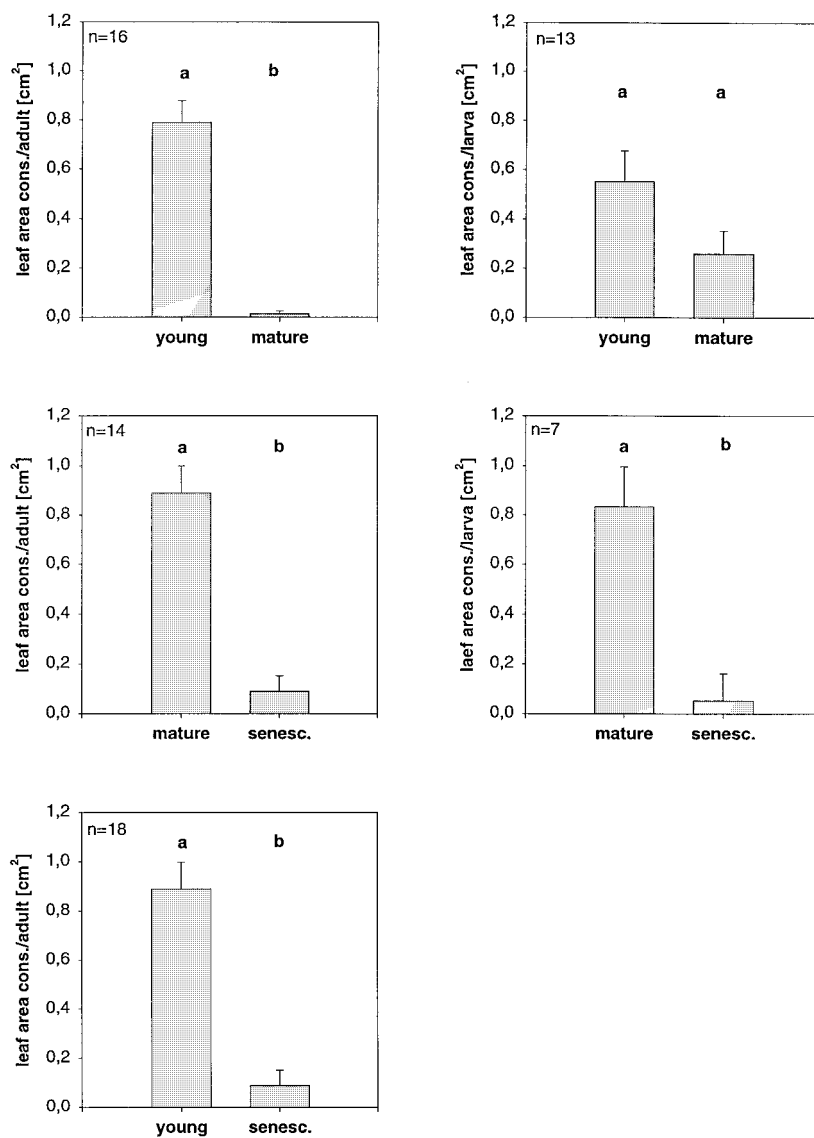 n=16
leaf area cons./adult [cm²]
1,2
1,0
0,8
0,6
0,4
0,2
0,0
a b
young mature
n=13
leaf area cons./larva [cm²]
1,2
1,0
0,8
0,6
0,4
0,2
0,0
a a
young mature
n=14
leaf area cons./adult [cm²]
1,2
1,0
0,8
0,6
0,4
0,2
0,0
a b
mature senesc.
n=7
laef area cons./larva [cm²]
1,2
1,0
0,8
0,6
0,4
0,2
0,0
a b
mature senesc.
n=18
leaf area cons./adult [cm²]
1,2
1,0
0,8
0,6
0,4
0,2
0,0
a b
young senesc.